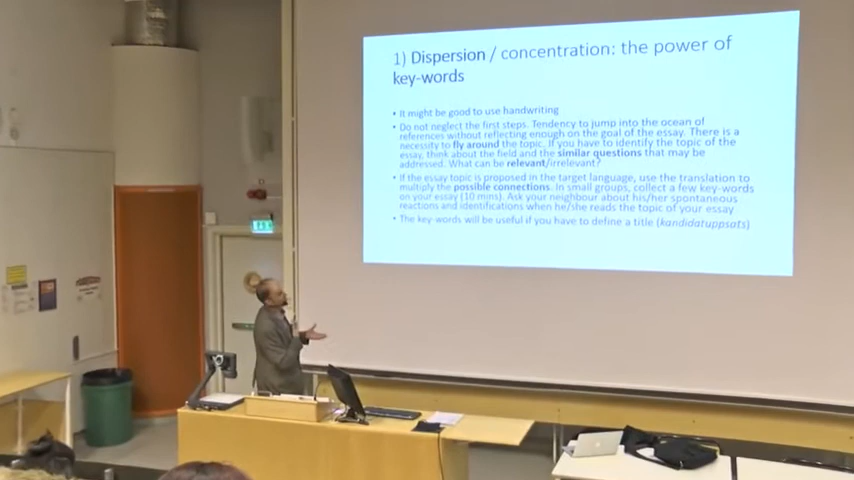 1) Dispersion / concentration: the power of
key-words
• It might be good to use handwriting
• Do not neglect the first steps. Tendency to jump into the ocean of
references without reflecting enough on the goal of the essay. There is a
necessity to fly around the topic. If you have to identify the topic of the
essay, think about the field and the similar questions that may be
addressed. What can be relevant/irrelevant?
• If the essay topic is proposed in the target language, use the translation to
multiply the possible connections. In small groups, collect a few key-words
on your essay (10 mins). Ask your neighbour about his/her spontaneous
reactions and identifications when he/she reads the topic of your essay
• The key-words will be useful if you have to define a title (kandidatuppsats)